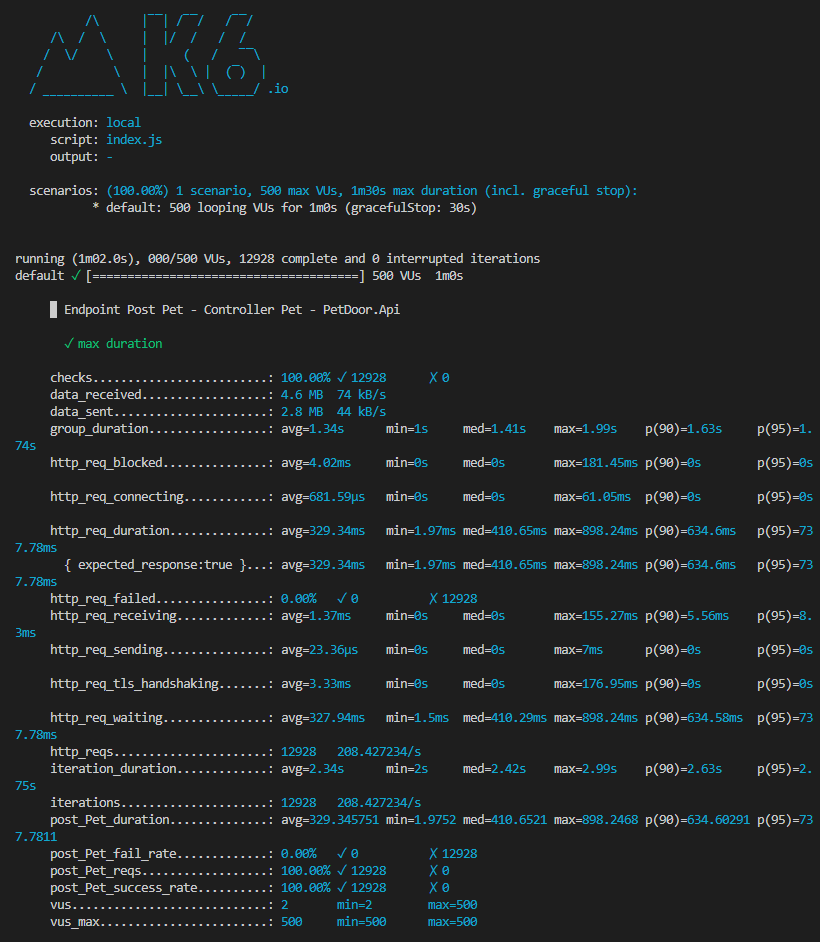 K6
.io
execution: local
script: index.js
output: -
scenarios: (100.00%) 1 scenario, 500 max VUs, 1m30s max duration (incl. graceful stop):
* default: 500 looping VUs for 1m0s (gracefulStop: 30s)
running (1m02.0s), 000/500 VUs, 12928 complete and 0 interrupted iterations
default ✓ [======================================] 500 VUs  1m0s
█ Endpoint Post Pet - Controller Pet - PetDoor.Api
✓ max duration
checks.........................: 100.00% ✓ 12928      ✗ 0
data_received..................: 4.6 MB  74 kB/s
data_sent......................: 2.8 MB  44 kB/s
group_duration.................: avg=1.34s      min=1s     med=1.41s    max=1.99s    p(90)=1.63s     p(95)=1.
74s
http_req_blocked...............: avg=4.02ms     min=0s     med=0s       max=181.45ms p(90)=0s        p(95)=0s
http_req_connecting............: avg=681.59µs   min=0s     med=0s       max=61.05ms  p(90)=0s        p(95)=0s
http_req_duration..............: avg=329.34ms   min=1.97ms med=410.65ms max=898.24ms p(90)=634.6ms   p(95)=73
7.78ms
{ expected_response:true }...: avg=329.34ms   min=1.97ms med=410.65ms max=898.24ms p(90)=634.6ms   p(95)=73
7.78ms
http_req_failed................: 0.00%   ✓ 0          ✗ 12928
http_req_receiving.............: avg=1.37ms     min=0s     med=0s       max=155.27ms p(90)=5.56ms    p(95)=8.
3ms
http_req_sending...............: avg=23.36µs    min=0s     med=0s       max=7ms      p(90)=0s        p(95)=0s
http_req_tls_handshaking.......: avg=3.33ms     min=0s     med=0s       max=176.95ms p(90)=0s        p(95)=0s
http_req_waiting...............: avg=327.94ms   min=1.5ms  med=410.29ms max=898.24ms p(90)=634.58ms  p(95)=73
7.78ms
http_reqs......................: 12928   208.427234/s
iteration_duration.............: avg=2.34s      min=2s     med=2.42s    max=2.99s    p(90)=2.63s     p(95)=2.
75s
iterations.....................: 12928   208.427234/s
post_Pet_duration..............: avg=329.345751 min=1.9752 med=410.6521 max=898.2468 p(90)=634.60291 p(95)=73
7.7811
post_Pet_fail_rate.............: 0.00%   ✓ 0          ✗ 12928
post_Pet_reqs..................: 100.00% ✓ 12928      ✗ 0
post_Pet_success_rate..........: 100.00% ✓ 12928      ✗ 0
vus............................: 2       min=2        max=500
vus_max........................: 500     min=500      max=500